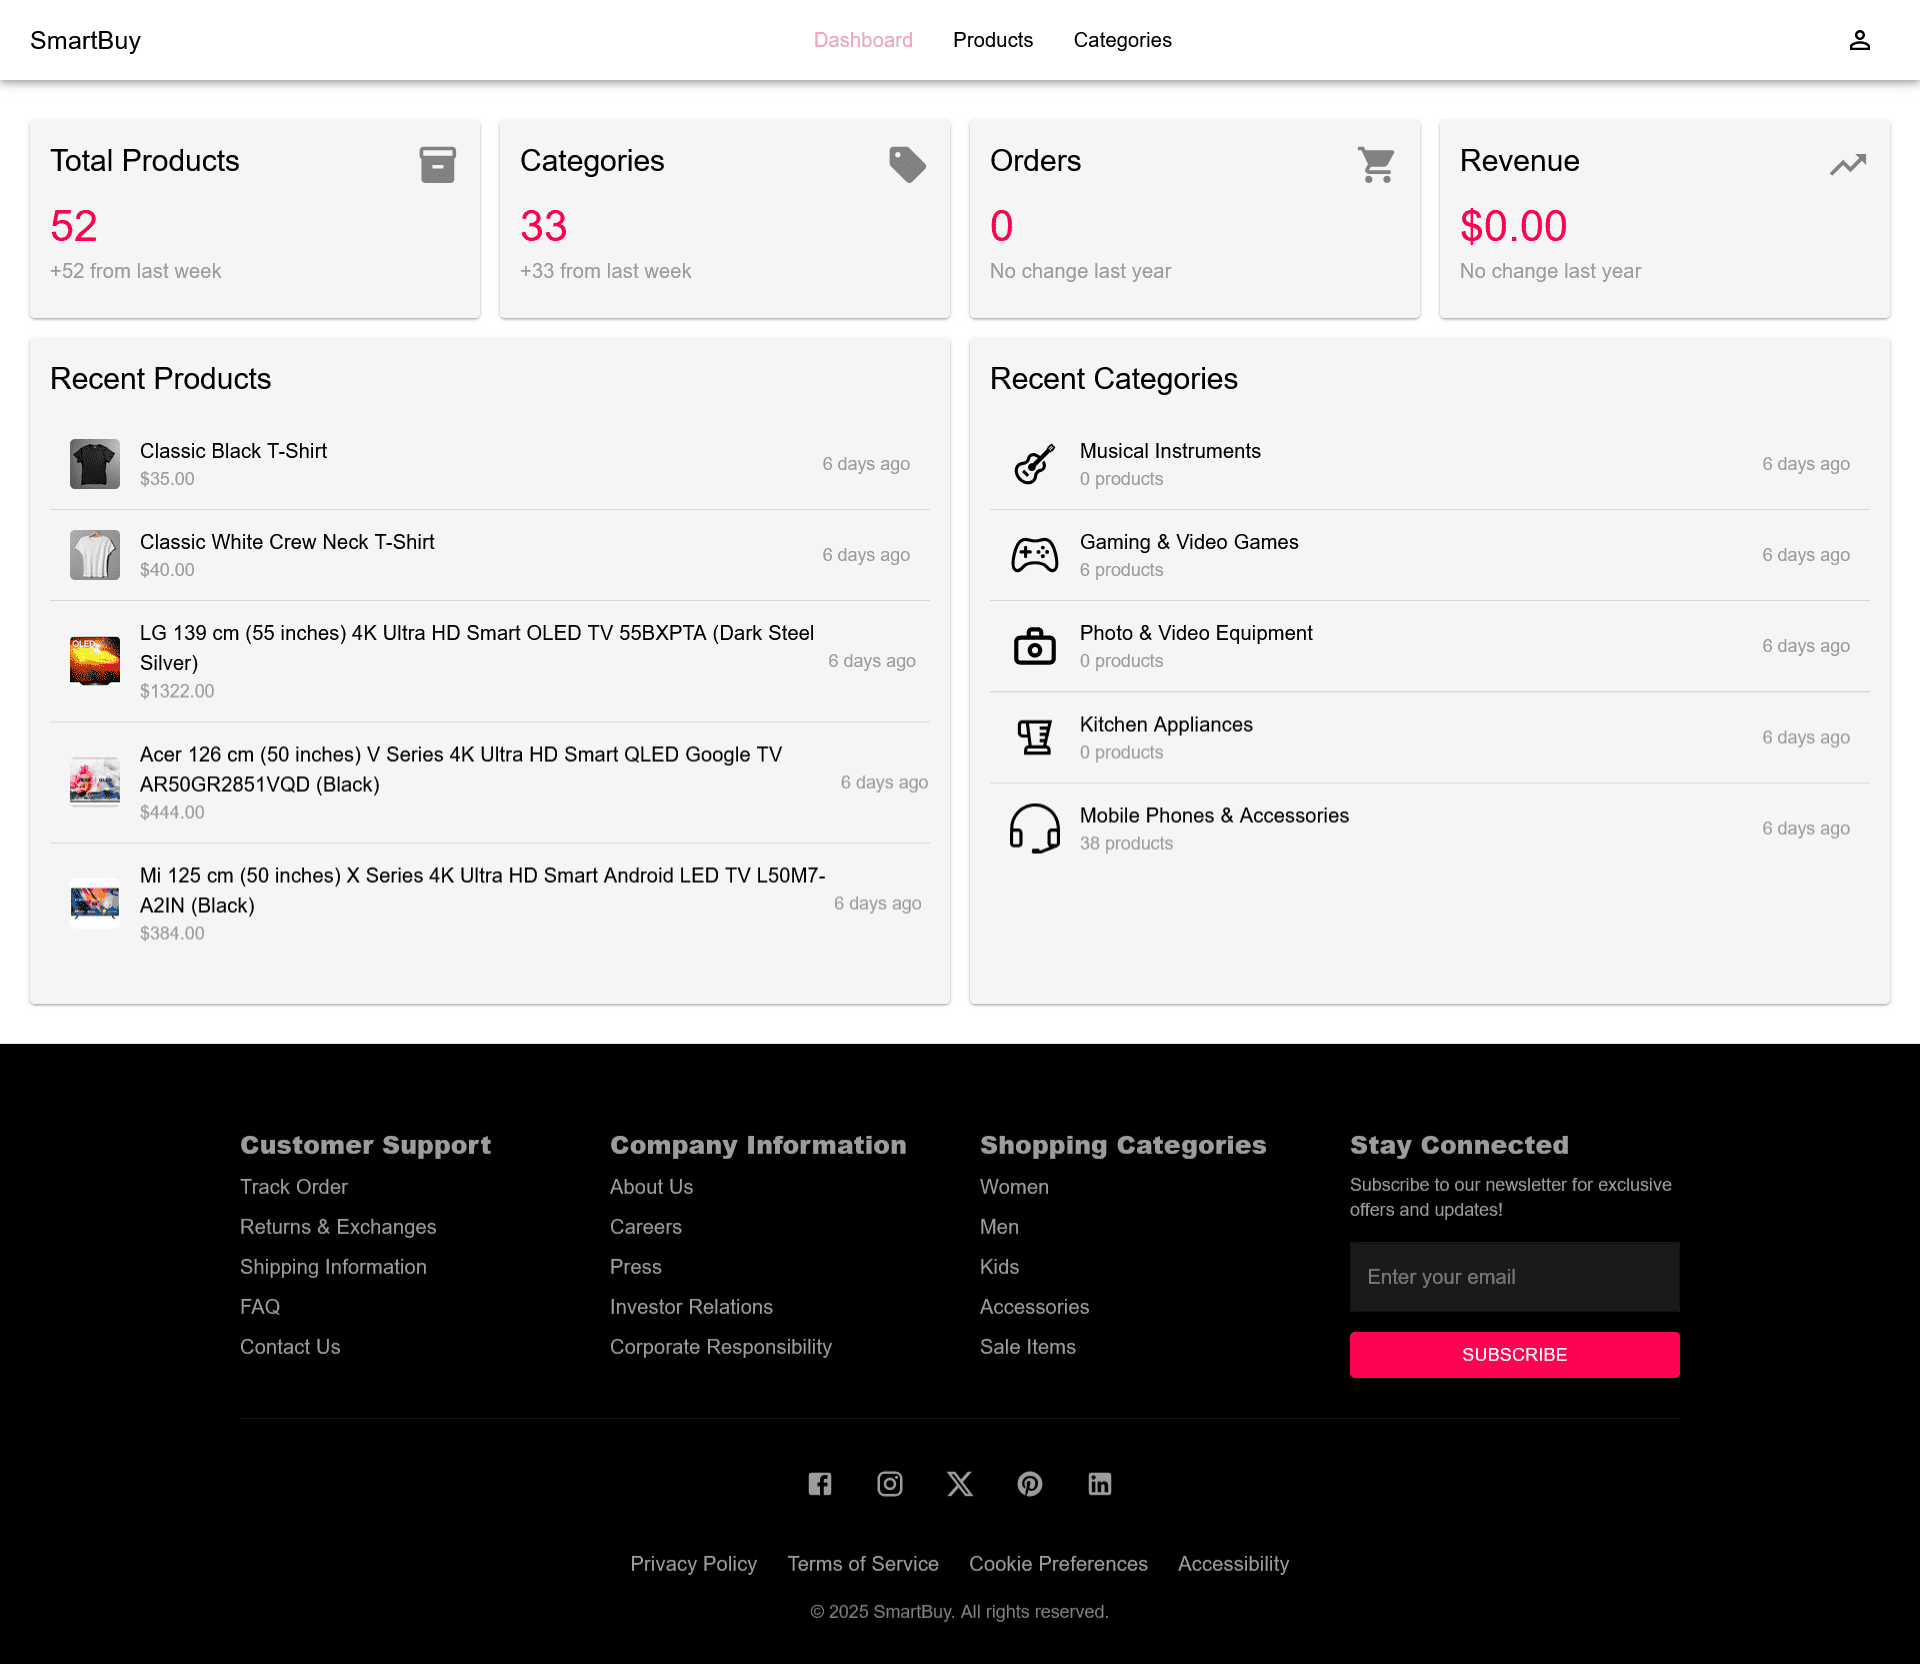 SmartBuy
Dashboard
Products
Categories
Total Products
52
+52 from last week
Categories
33
+33 from last week
Orders
0
No change last year
Revenue
$0.00
No change last year
Recent Products
Classic Black T-Shirt
$35.00
6 days ago
Classic White Crew Neck T-Shirt
$40.00
6 days ago
LG 139 cm (55 inches) 4K Ultra HD Smart OLED TV 55BXPTA (Dark Steel
Silver)
$1322.00
6 days ago
Acer 126 cm (50 inches) V Series 4K Ultra HD Smart QLED Google TV
AR50GR2851VQD (Black)
$444.00
6 days ago
Mi 125 cm (50 inches) X Series 4K Ultra HD Smart Android LED TV L50M7-
A2IN (Black)
$384.00
6 days ago
Recent Categories
Musical Instruments
0 products
6 days ago
Gaming & Video Games
6 products
6 days ago
Photo & Video Equipment
0 products
6 days ago
Kitchen Appliances
0 products
6 days ago
Mobile Phones & Accessories
38 products
6 days ago
Customer Support
Track Order
Returns & Exchanges
Shipping Information
FAQ
Contact Us
Company Information
About Us
Careers
Press
Investor Relations
Corporate Responsibility
Shopping Categories
Women
Men
Kids
Accessories
Sale Items
Stay Connected
Subscribe to our newsletter for exclusive
offers and updates!
Enter your email
SUBSCRIBE
Privacy Policy
Terms of Service
Cookie Preferences
Accessibility
© 2025 SmartBuy. All rights reserved.